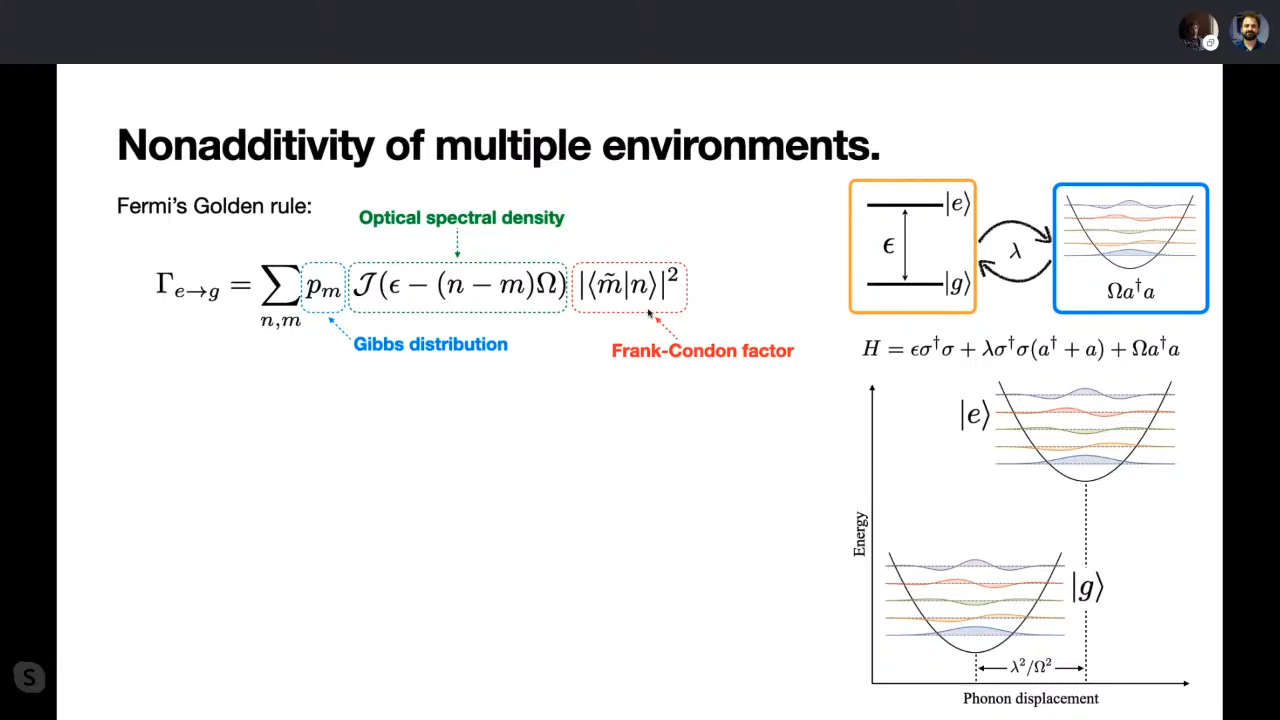 Nonadditivity of multiple environments.
Fermi's Golden rule:
Optical spectral density
Γ_{e→g} = ∑_{n,m} p_m 𝒥(ϵ − (n − m)Ω) |⟨m̃|n⟩|²
Gibbs distribution
Frank-Condon factor
|e⟩
ϵ
λ
|g⟩
Ωa†a
H = ϵσ†σ + λσ†σ(a† + a) + Ωa†a
|e⟩
Energy
|g⟩
λ²/Ω²
Phonon displacement
S